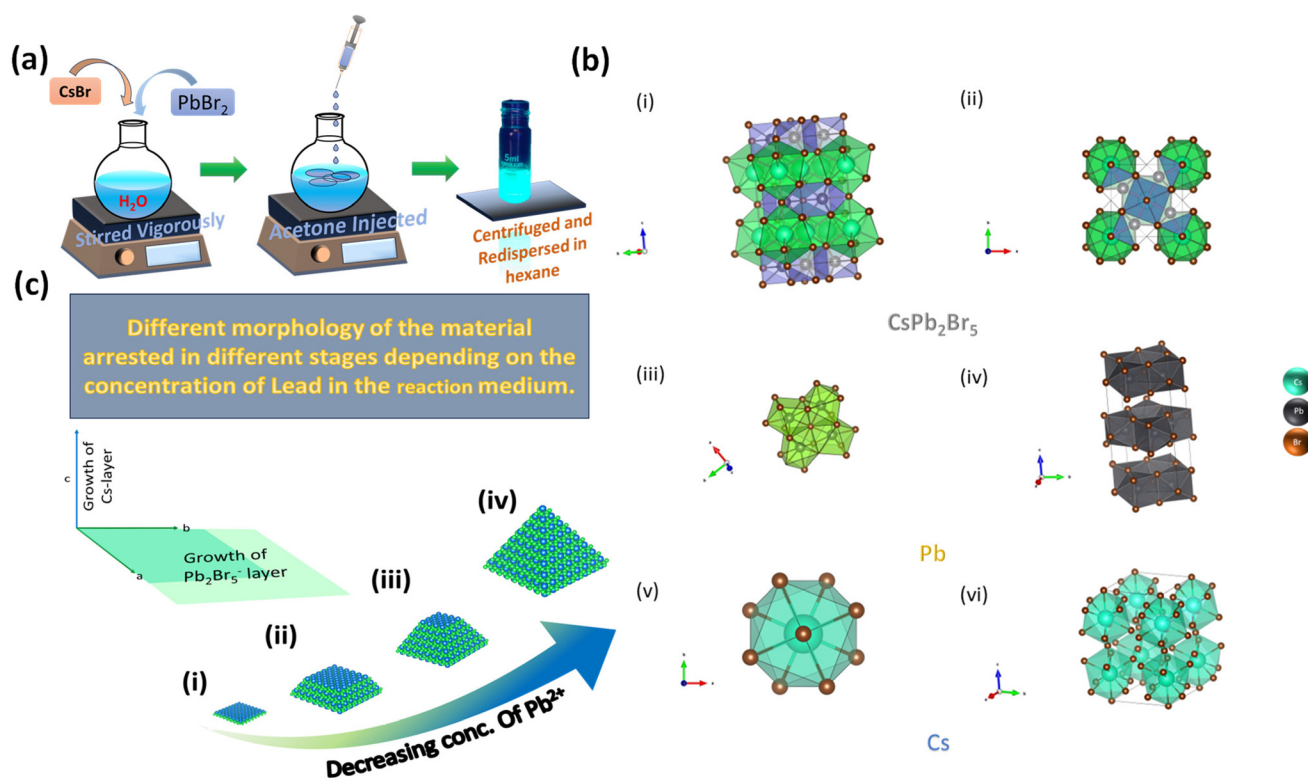 (a)
CsBr
PbBr2
H2O
Stirred Vigorously
Acetone Injected
5ml
Centrifuged and
Redispersed in
hexane
(b)
(i)
(ii)
CsPb2Br5
(iii)
(iv)
Cs
Pb
Br
Pb
(v)
(vi)
Cs
(c)
Different morphology of the material
arrested in different stages depending on the
concentration of Lead in the reaction medium.
c
Growth of
Cs-layer
b
a
Growth of
Pb2Br5- layer
(i)
(ii)
(iii)
(iv)
Decreasing conc. Of Pb2+